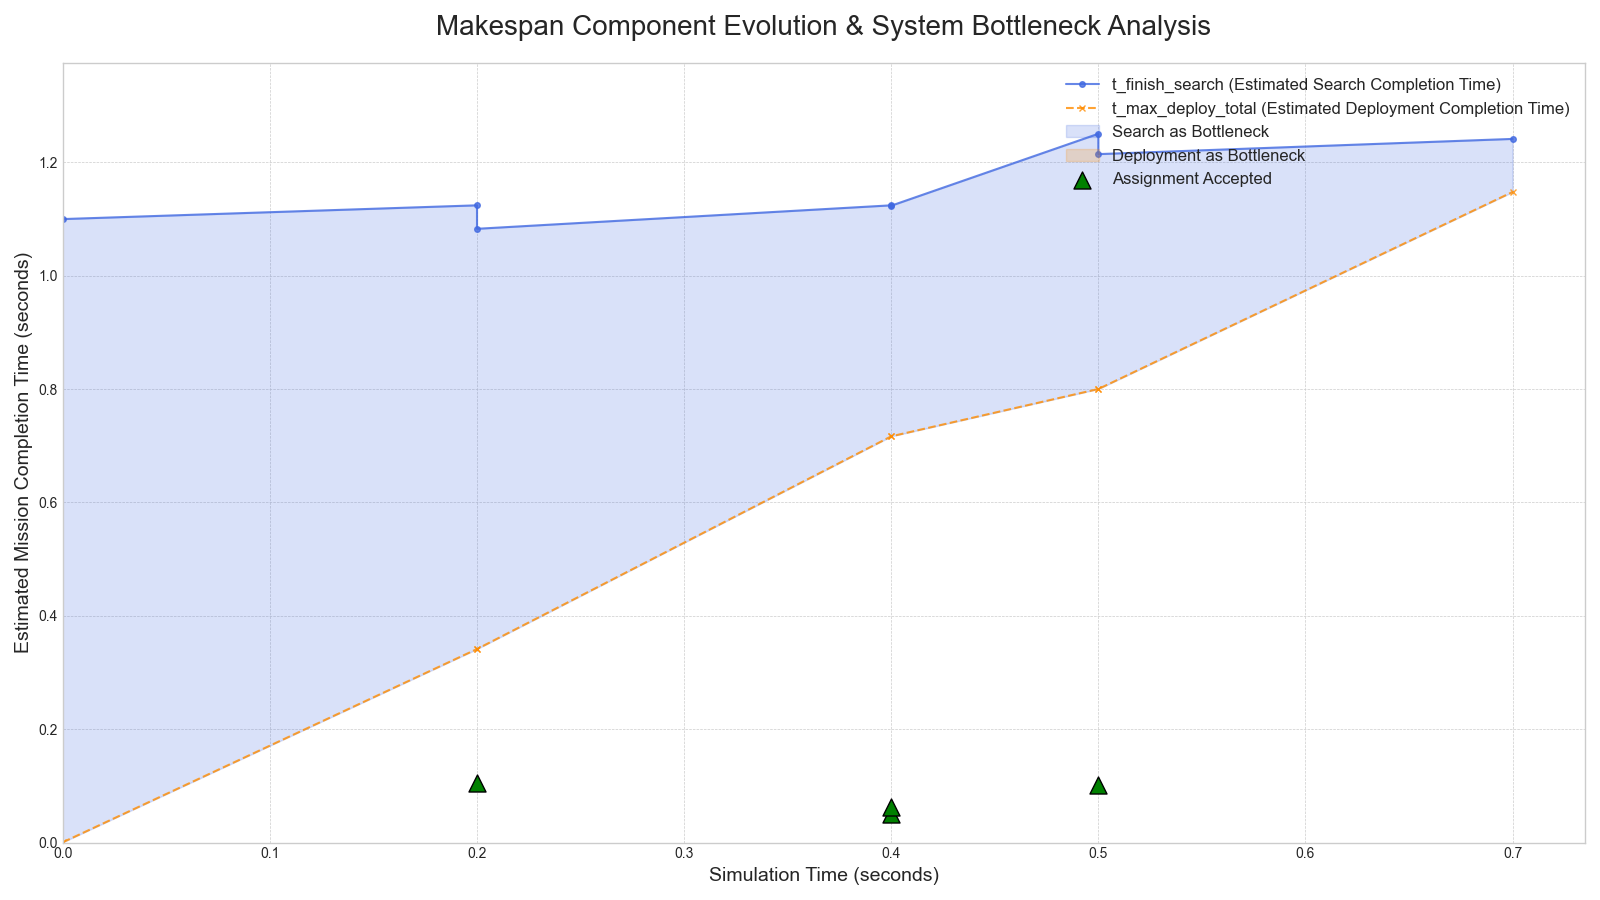 Makespan Component Evolution & System Bottleneck Analysis
t_finish_search (Estimated Search Completion Time)
t_max_deploy_total (Estimated Deployment Completion Time)
Search as Bottleneck
Deployment as Bottleneck
Assignment Accepted
Estimated Mission Completion Time (seconds)
1.2
1.0
0.8
0.6
0.4
0.2
0.0
0.0 0.1 0.2 0.3 0.4 0.5 0.6 0.7
Simulation Time (seconds)